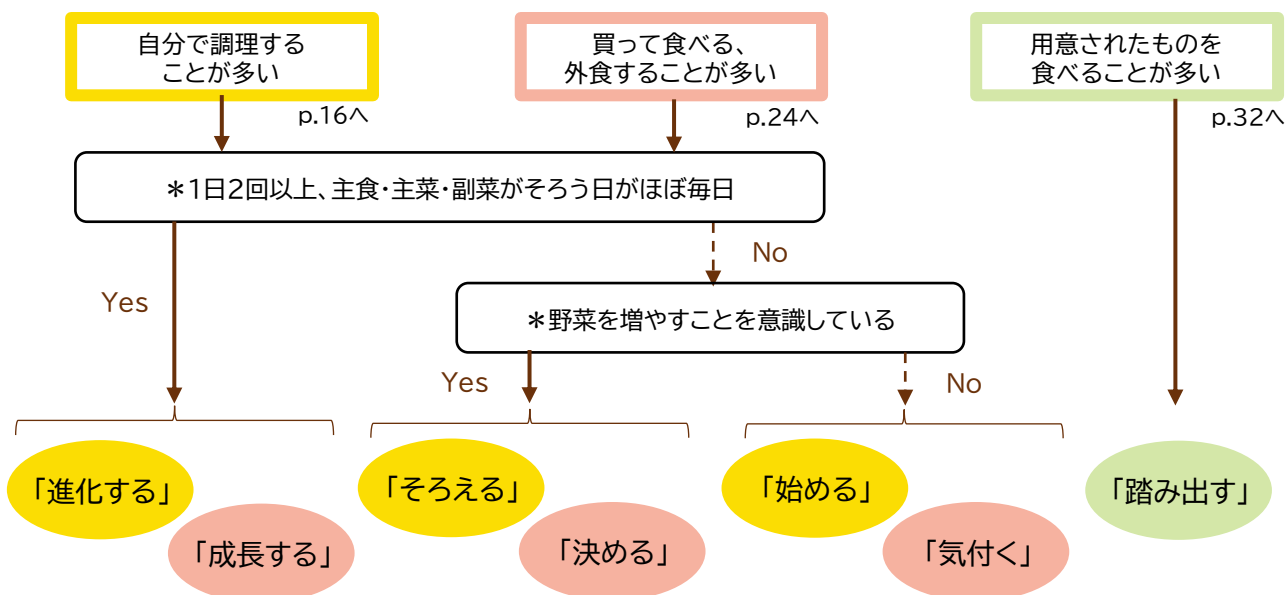 自分で調理する
ことが多い
買って食べる、
外食することが多い
用意されたものを
食べることが多い
p.16へ
p.24へ
p.32へ
＊1日2回以上、主食・主菜・副菜がそろう日がほぼ毎日
No
Yes
＊野菜を増やすことを意識している
Yes
No
「進化する」
「そろえる」
「始める」
「踏み出す」
「成長する」
「決める」
「気付く」